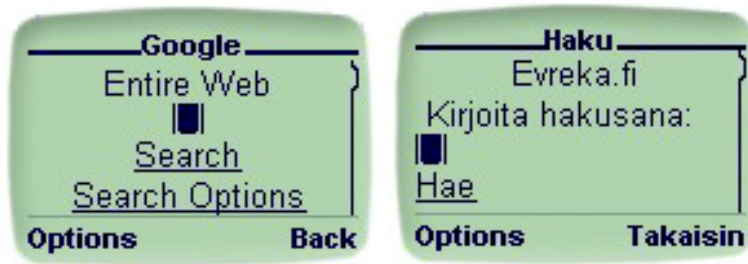 Google
Entire Web
Search
Search Options
Options Back
Haku
Evreka.fi
Kirjoita hakusana:
Hae
Options Takaisin